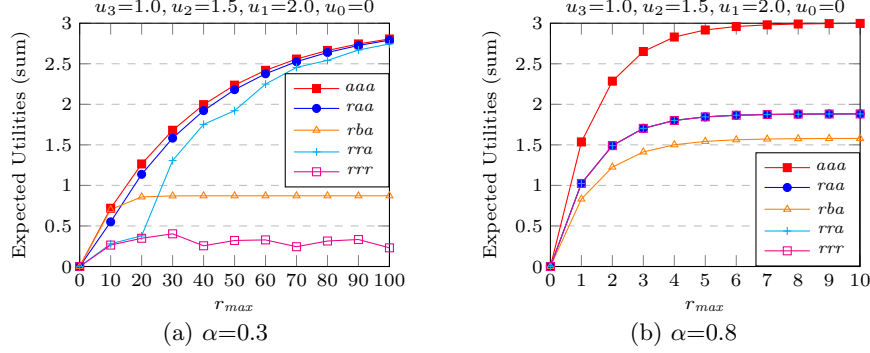 u₃=1.0, u₂=1.5, u₁=2.0, u₀=0
Expected Utilities (sum)
3
2.5
2
1.5
1
0.5
0
aaa
raa
rba
rra
rrr
0 10 20 30 40 50 60 70 80 90 100
r_max
(a) α=0.3
u₃=1.0, u₂=1.5, u₁=2.0, u₀=0
Expected Utilities (sum)
3
2.5
2
1.5
1
0.5
0
aaa
raa
rba
rra
rrr
0 1 2 3 4 5 6 7 8 9 10
r_max
(b) α=0.8